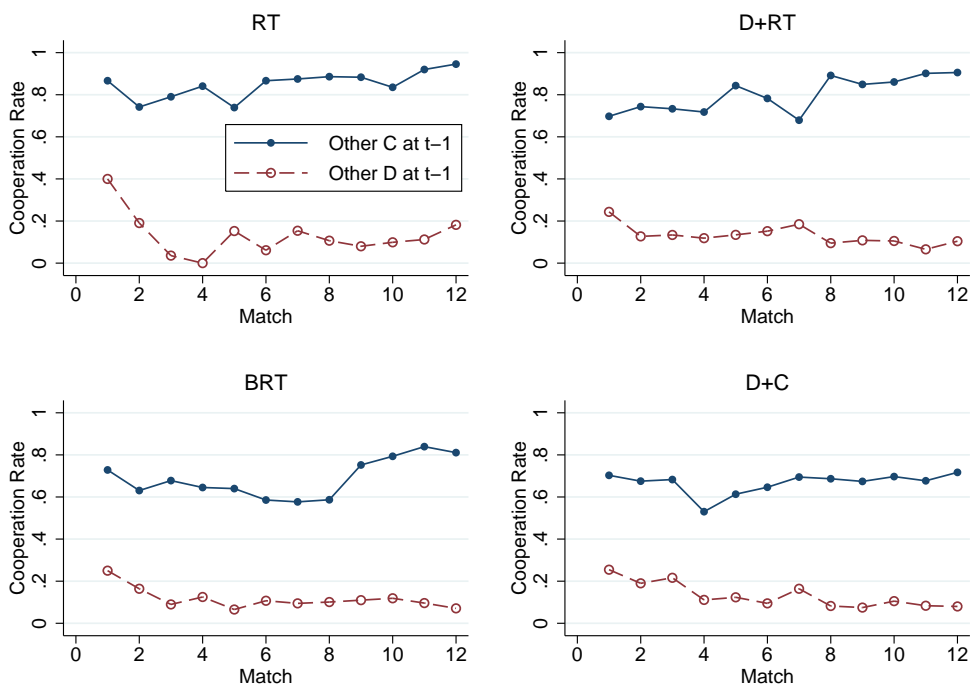 RT
Cooperation Rate
0 .2 .4 .6 .8 1
Other C at t−1
Other D at t−1
0 2 4 6 8 10 12
Match
D+RT
Cooperation Rate
0 .2 .4 .6 .8 1
0 2 4 6 8 10 12
Match
BRT
Cooperation Rate
0 .2 .4 .6 .8 1
0 2 4 6 8 10 12
Match
D+C
Cooperation Rate
0 .2 .4 .6 .8 1
0 2 4 6 8 10 12
Match